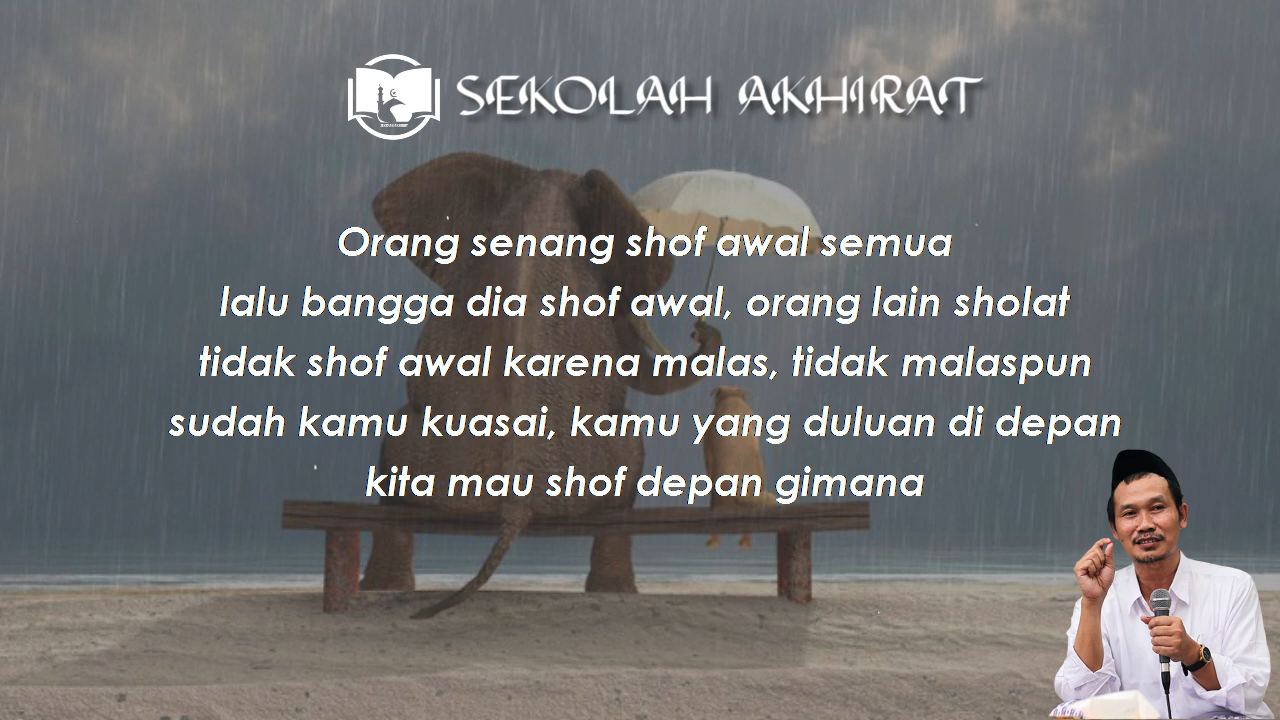 SEKOLAH AKHIRAT
Orang senang shof awal semua
lalu bangga dia shof awal, orang lain sholat
tidak shof awal karena malas, tidak malaspun
sudah kamu kuasai, kamu yang duluan di depan
kita mau shof depan gimana